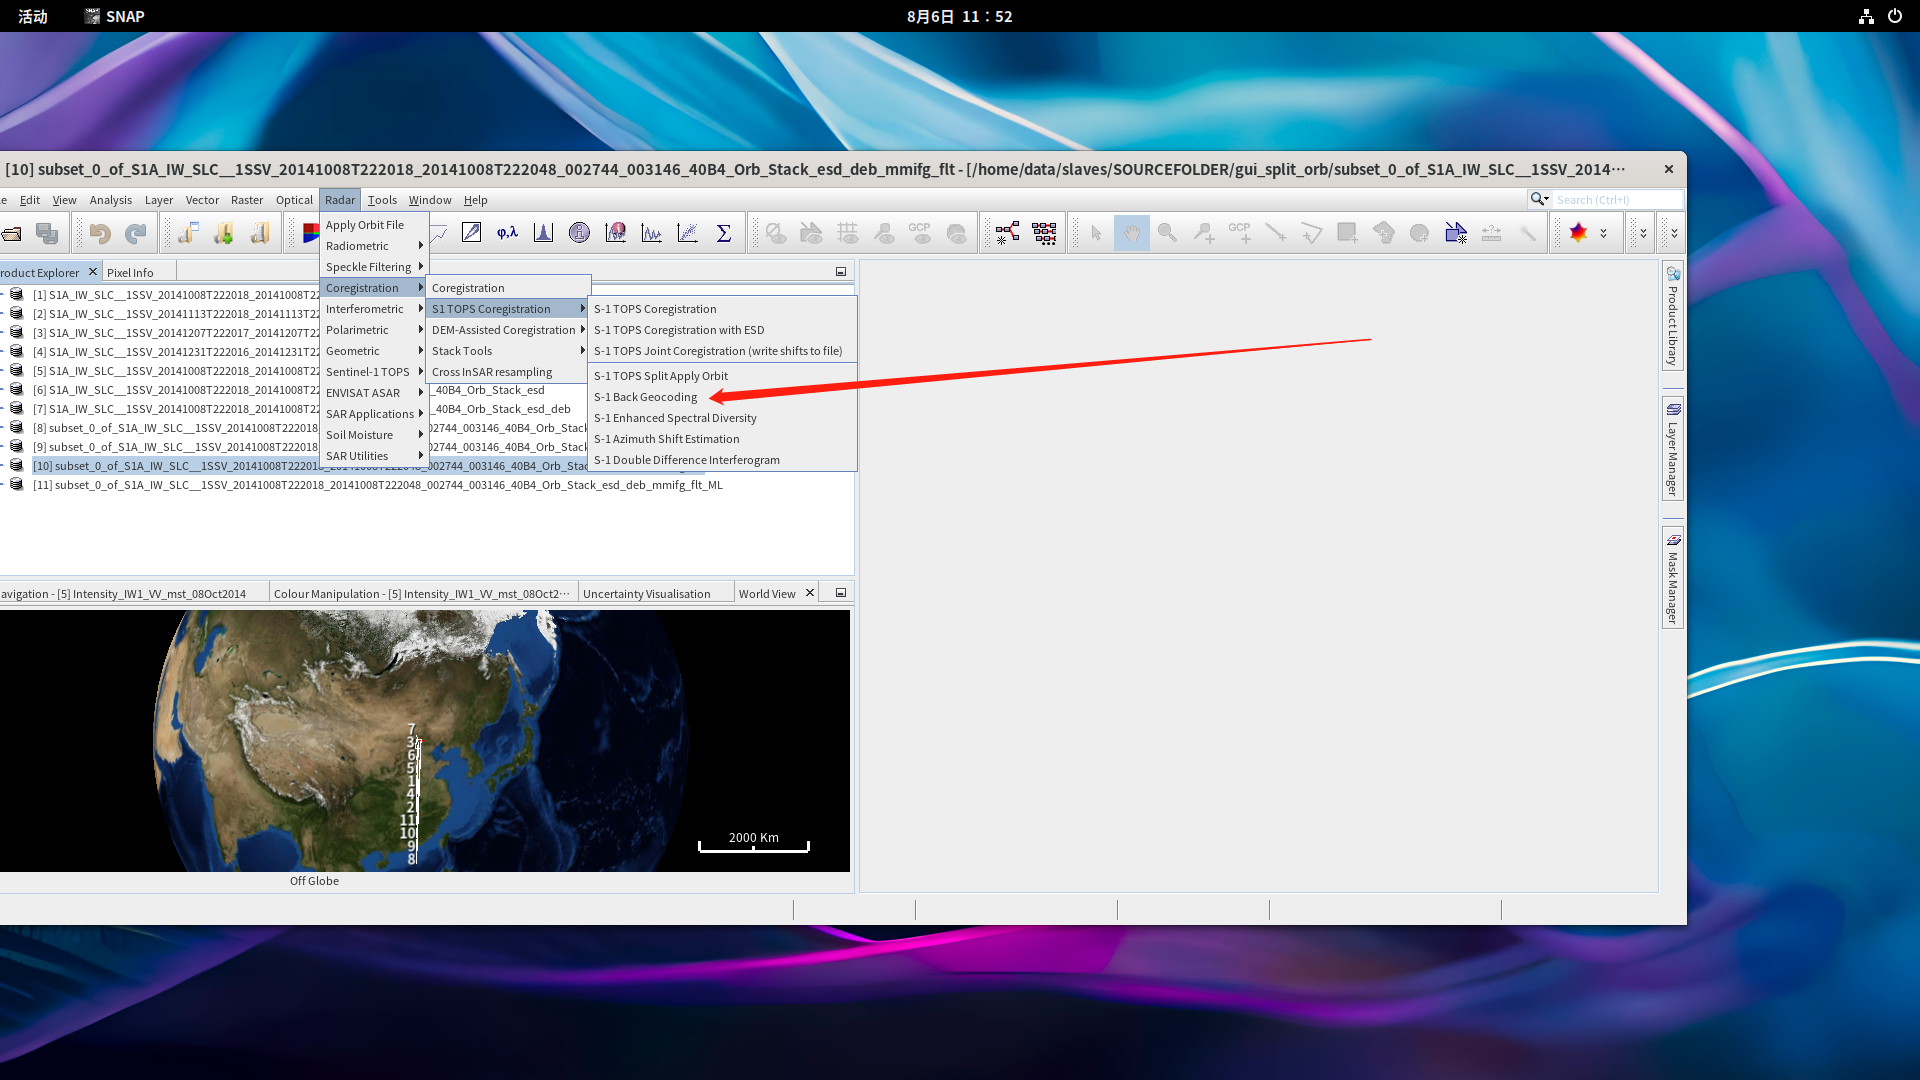 活动 SNAP 8月6日 11：52
[10] subset_0_of_S1A_IW_SLC__1SSV_20141008T222018_20141008T222048_002744_003146_40B4_Orb_Stack_esd_deb_mmifg_flt - [/home/data/slaves/SOURCEFOLDER/gui_split_orb/subset_0_of_S1A_IW_SLC__1SSV_2014···
e Edit View Analysis Layer Vector Raster Optical Radar Tools Window Help Search (Ctrl+I)
φ,λ Σ GCP GCP
Apply Orbit File
Radiometric
Speckle Filtering
Coregistration
Interferometric
Polarimetric
Geometric
Sentinel-1 TOPS
ENVISAT ASAR
SAR Applications
Soil Moisture
SAR Utilities
Coregistration
S1 TOPS Coregistration
DEM-Assisted Coregistration
Stack Tools
Cross InSAR resampling
S-1 TOPS Coregistration
S-1 TOPS Coregistration with ESD
S-1 TOPS Joint Coregistration (write shifts to file)
S-1 TOPS Split Apply Orbit
S-1 Back Geocoding
S-1 Enhanced Spectral Diversity
S-1 Azimuth Shift Estimation
S-1 Double Difference Interferogram
roduct Explorer Pixel Info
[1] S1A_IW_SLC__1SSV_20141008T222018_20141008T22
[2] S1A_IW_SLC__1SSV_20141113T222018_20141113T22
[3] S1A_IW_SLC__1SSV_20141207T222017_20141207T22
[4] S1A_IW_SLC__1SSV_20141231T222016_20141231T22
[5] S1A_IW_SLC__1SSV_20141008T222018_20141008T22
[6] S1A_IW_SLC__1SSV_20141008T222018_20141008T22 _40B4_Orb_Stack_esd
[7] S1A_IW_SLC__1SSV_20141008T222018_20141008T22 _40B4_Orb_Stack_esd_deb
[8] subset_0_of_S1A_IW_SLC__1SSV_20141008T22 002744_003146_40B4_Orb_Stack
[9] subset_0_of_S1A_IW_SLC__1SSV_20141008T22 002744_003146_40B4_Orb_Stack
[10] subset_0_of_S1A_IW_SLC__1SSV_20141008T222018_20141008T222048_002744_003146_40B4_Orb_Stac
[11] subset_0_of_S1A_IW_SLC__1SSV_20141008T222018_20141008T222048_002744_003146_40B4_Orb_Stack_esd_deb_mmifg_flt_ML
Product Library
Layer Manager
Mask Manager
avigation - [5] Intensity_IW1_VV_mst_08Oct2014 Colour Manipulation - [5] Intensity_IW1_VV_mst_08Oct2··· Uncertainty Visualisation World View
7
3
6
5
1
4
2
11
10
9
8
2000 Km
Off Globe